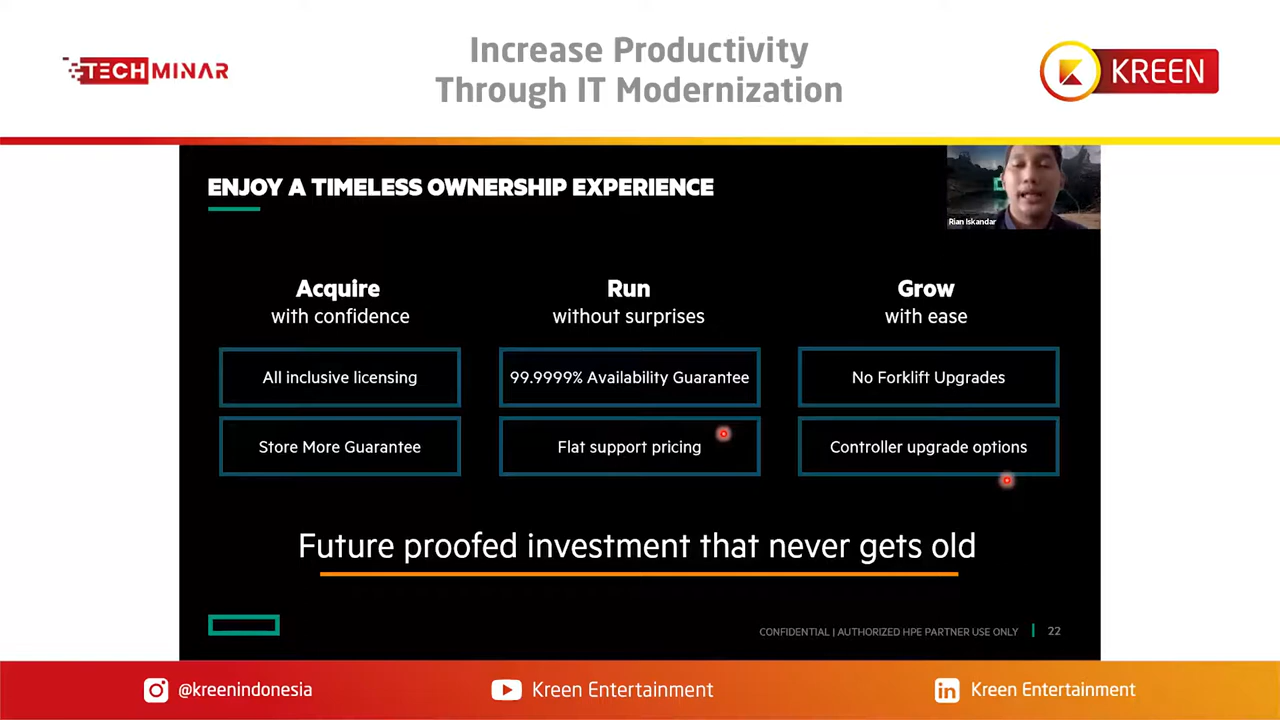 TECHMINAR
Increase Productivity
Through IT Modernization
KREEN
ENJOY A TIMELESS OWNERSHIP EXPERIENCE
Rian Iskandar
Acquire
with confidence
Run
without surprises
Grow
with ease
All inclusive licensing
99.9999% Availability Guarantee
No Forklift Upgrades
Store More Guarantee
Flat support pricing
Controller upgrade options
Future proofed investment that never gets old
CONFIDENTIAL | AUTHORIZED HPE PARTNER USE ONLY
22
@kreenindonesia
Kreen Entertainment
Kreen Entertainment